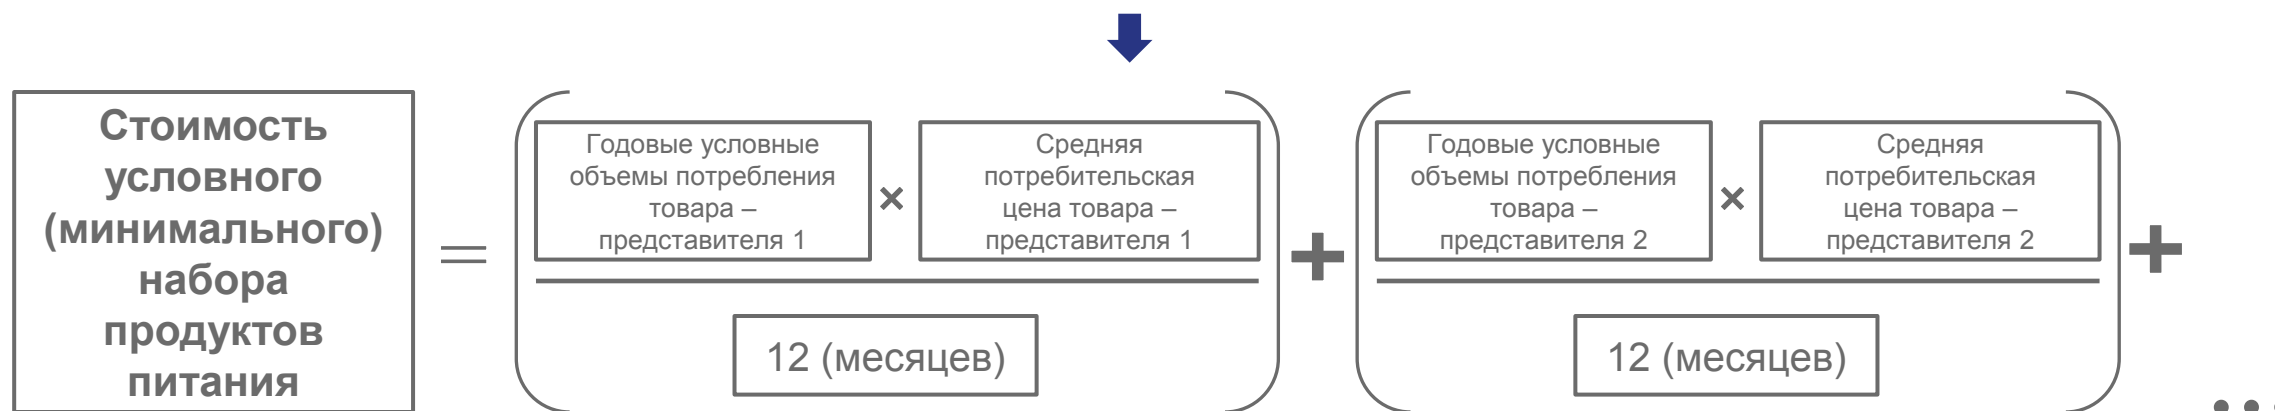 Стоимость
условного
(минимального)
набора
продуктов
питания
=
Годовые условные
объемы потребления
товара –
представителя 1
×
Средняя
потребительская
цена товара –
представителя 1
12 (месяцев)
+
Годовые условные
объемы потребления
товара –
представителя 2
×
Средняя
потребительская
цена товара –
представителя 2
12 (месяцев)
+
...